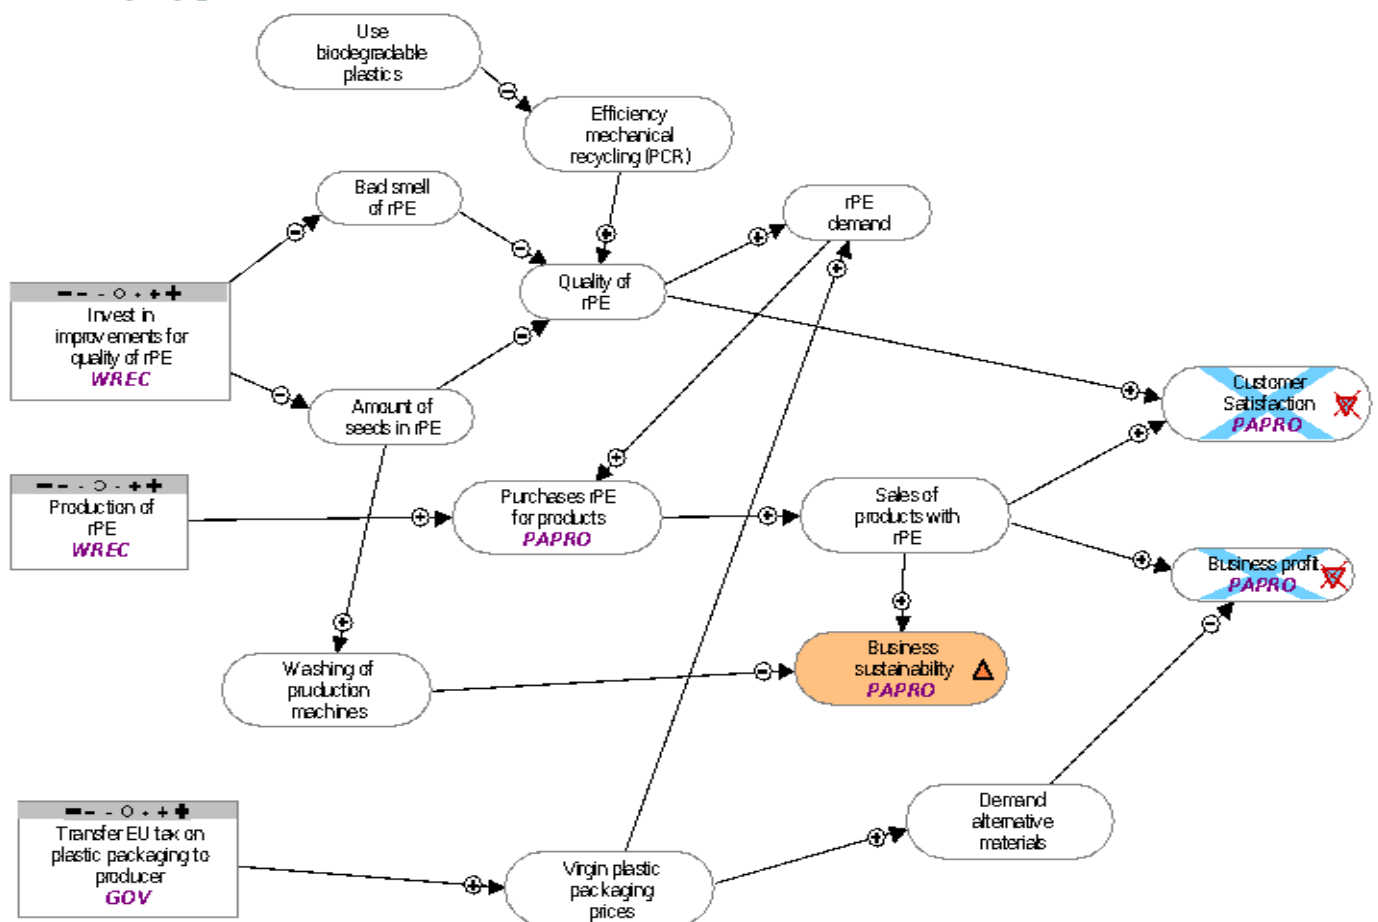 Use
biodegradable
plastics
Efficiency
mechanical
recycling (PCR)
Bad smell
of rPE
rPE
demand
Quality of
rPE
Invest in
improvements for
quality of rPE
WREC
Customer
Satisfaction
PAPRO
Amount of
seeds in rPE
Production of
rPE
WREC
Purchases rPE
for products
PAPRO
Sales of
products with
rPE
Business profit
PAPRO
Business
sustainability
PAPRO
Washing of
production
machines
Demand
alternative
materials
Transfer EU tax on
plastic packaging to
producer
GOV
Virgin plastic
packaging
prices